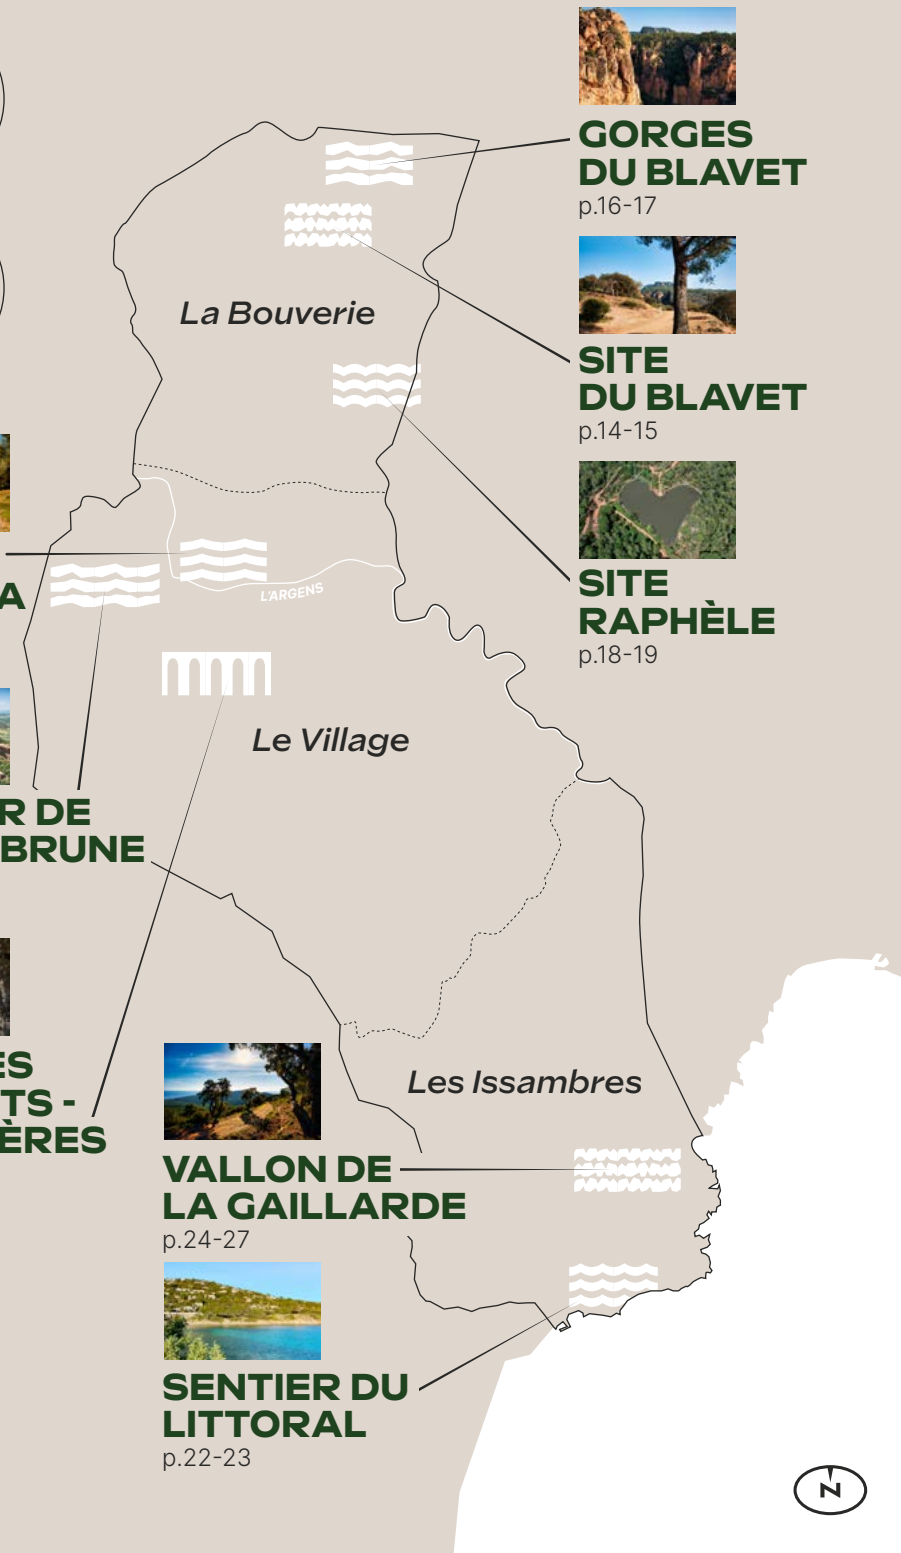 GORGES
DU BLAVET
p.16-17
SITE
DU BLAVET
p.14-15
La Bouverie
SITE
RAPHÈLE
p.18-19
L'ARGENS
A
Le Village
R DE
BRUNE
ES
TS -
ÈRES
Les Issambres
VALLON DE
LA GAILLARDE
p.24-27
SENTIER DU
LITTORAL
p.22-23
N